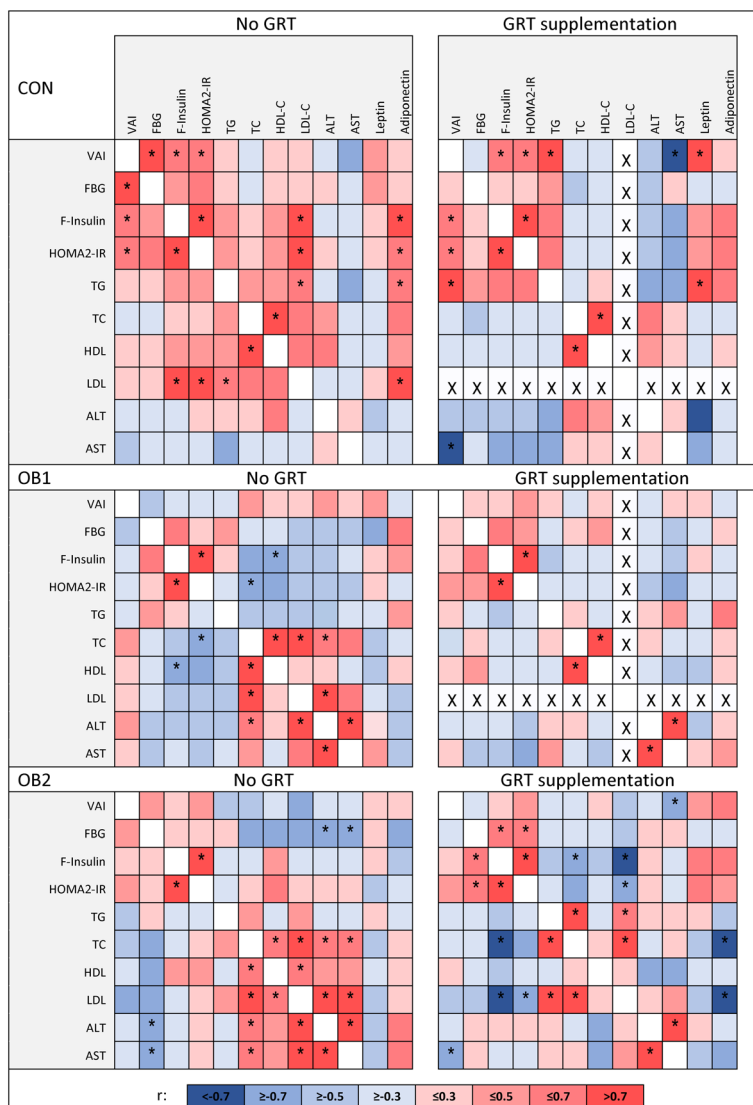 No GRT GRT supplementation
CON
VAI FBG F-Insulin HOMA2-IR TG TC HDL-C LDL-C ALT AST Leptin Adiponectin VAI FBG F-Insulin HOMA2-IR TG TC HDL-C LDL-C ALT AST Leptin Adiponectin
VAI * * * * * * X * *
FBG * X
F-Insulin * * * * * * X
HOMA2-IR * * * * * * X
TG * * * X *
TC * * X
HDL * * X
LDL * * * * X X X X X X X X X X X
ALT X
AST * X
OB1 No GRT GRT supplementation
VAI X
FBG X
F-Insulin * * * X
HOMA2-IR * * * X
TG X
TC * * * * * X
HDL * * * X
LDL * * X X X X X X X X X X X
ALT * * * X *
AST * X *
OB2 No GRT GRT supplementation
VAI *
FBG * * * *
F-Insulin * * * * *
HOMA2-IR * * * *
TG * *
TC * * * * * * * *
HDL * *
LDL * * * * * * * * *
ALT * * * * *
AST * * * * * *
r: <-0.7 ≥-0.7 ≥-0.5 ≥-0.3 ≤0.3 ≤0.5 ≤0.7 >0.7